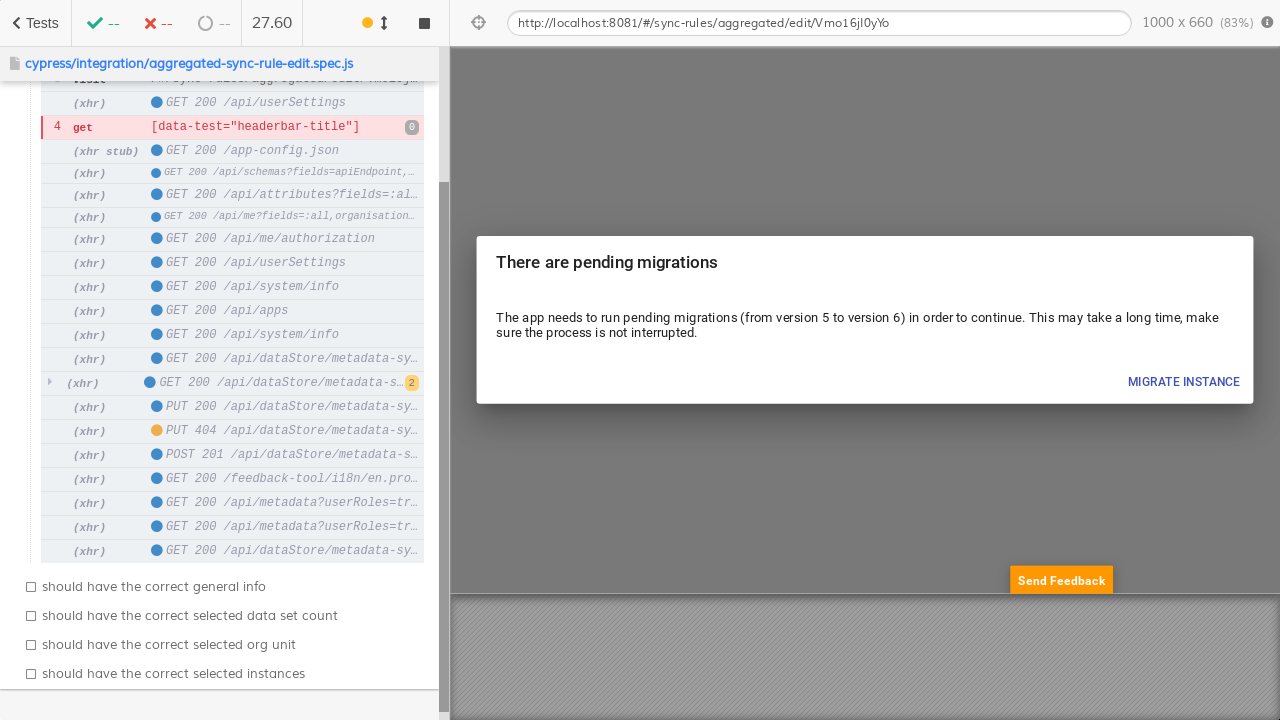 Tests
--
--
--
27.60
http://localhost:8081/#/sync-rules/aggregated/edit/Vmo16jl0yYo
1000 x 660 (83%)
cypress/integration/aggregated-sync-rule-edit.spec.js
(xhr) GET 200 /api/userSettings
4 get [data-test="headerbar-title"] 0
(xhr stub) GET 200 /app-config.json
(xhr) GET 200 /api/schemas?fields=apiEndpoint,…
(xhr) GET 200 /api/attributes?fields=:al…
(xhr) GET 200 /api/me?fields=:all,organisation…
(xhr) GET 200 /api/me/authorization
(xhr) GET 200 /api/userSettings
(xhr) GET 200 /api/system/info
(xhr) GET 200 /api/apps
(xhr) GET 200 /api/system/info
(xhr) GET 200 /api/dataStore/metadata-sy…
(xhr) GET 200 /api/dataStore/metadata-s… 2
(xhr) PUT 200 /api/dataStore/metadata-sy…
(xhr) PUT 404 /api/dataStore/metadata-sy…
(xhr) POST 201 /api/dataStore/metadata-s…
(xhr) GET 200 /feedback-tool/i18n/en.pro…
(xhr) GET 200 /api/metadata?userRoles=tr…
(xhr) GET 200 /api/metadata?userRoles=tr…
(xhr) GET 200 /api/dataStore/metadata-sy…
should have the correct general info
should have the correct selected data set count
should have the correct selected org unit
should have the correct selected instances
There are pending migrations
The app needs to run pending migrations (from version 5 to version 6) in order to continue. This may take a long time, make
sure the process is not interrupted.
MIGRATE INSTANCE
Send Feedback